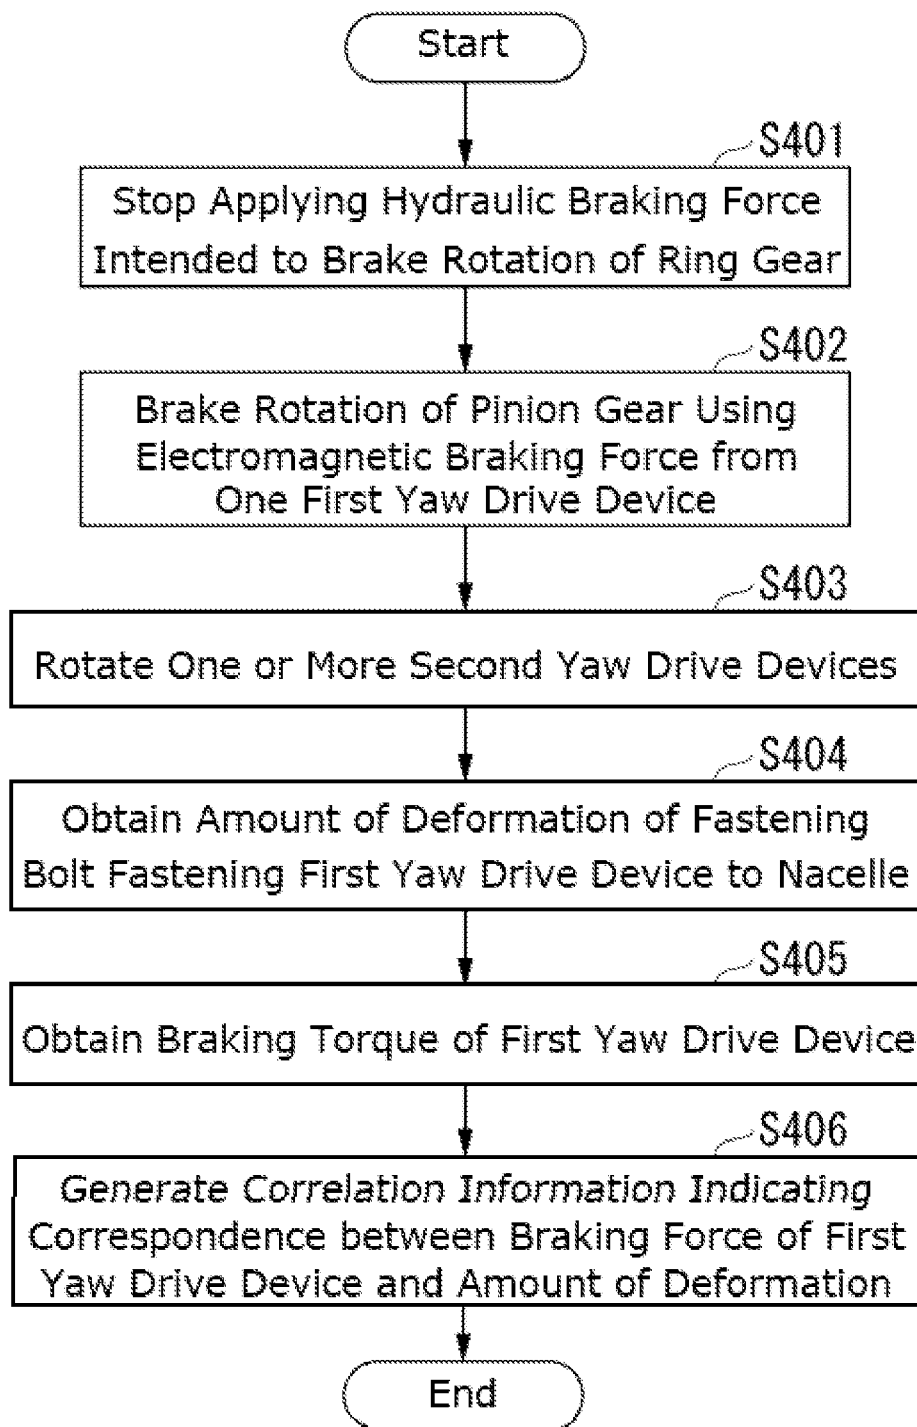 Start
S401
Stop Applying Hydraulic Braking Force
Intended to Brake Rotation of Ring Gear
S402
Brake Rotation of Pinion Gear Using
Electromagnetic Braking Force from
One First Yaw Drive Device
S403
Rotate One or More Second Yaw Drive Devices
S404
Obtain Amount of Deformation of Fastening
Bolt Fastening First Yaw Drive Device to Nacelle
S405
Obtain Braking Torque of First Yaw Drive Device
S406
Generate Correlation Information Indicating
Correspondence between Braking Force of First
Yaw Drive Device and Amount of Deformation
End